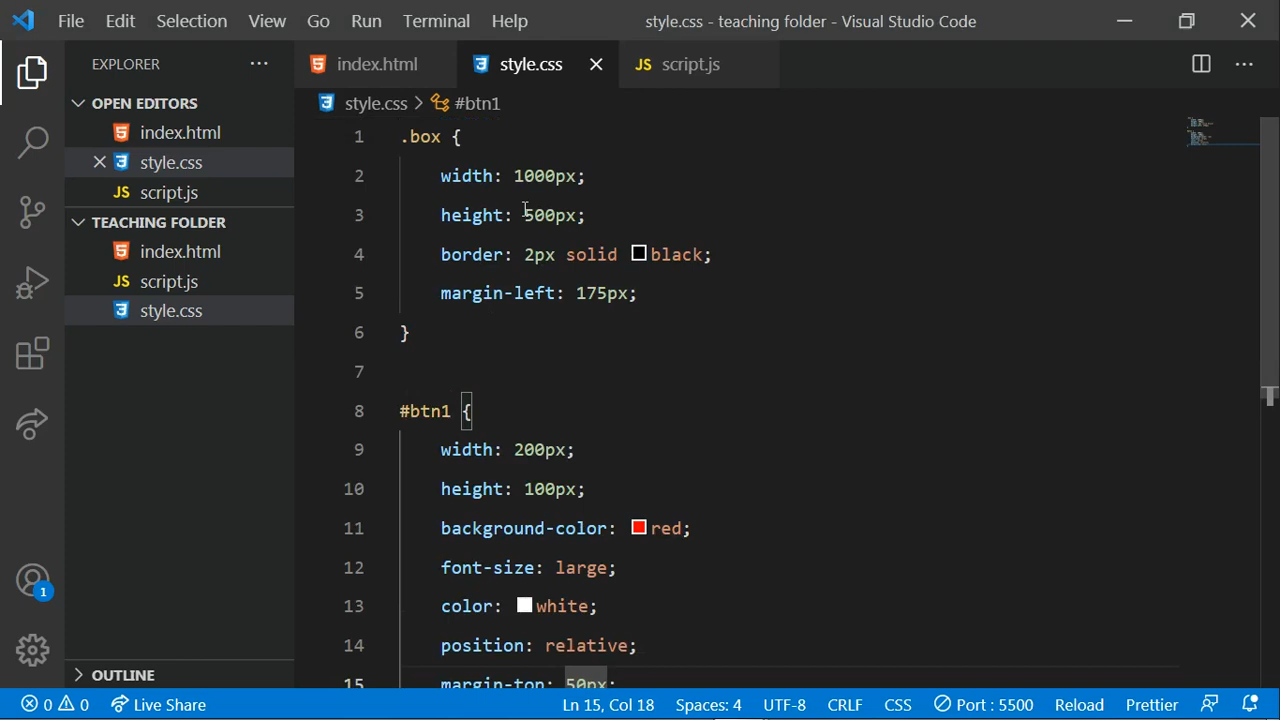 File Edit Selection View Go Run Terminal Help style.css - teaching folder - Visual Studio Code
EXPLORER
OPEN EDITORS
index.html
style.css
script.js
TEACHING FOLDER
index.html
script.js
style.css
OUTLINE
index.html style.css script.js
style.css > #btn1
1 .box {
2 width: 1000px;
3 height: 500px;
4 border: 2px solid black;
5 margin-left: 175px;
6 }
7
8 #btn1 {
9 width: 200px;
10 height: 100px;
11 background-color: red;
12 font-size: large;
13 color: white;
14 position: relative;
15 margin-top: 50px;
1
0 0 Live Share Ln 15, Col 18 Spaces: 4 UTF-8 CRLF CSS Port : 5500 Reload Prettier